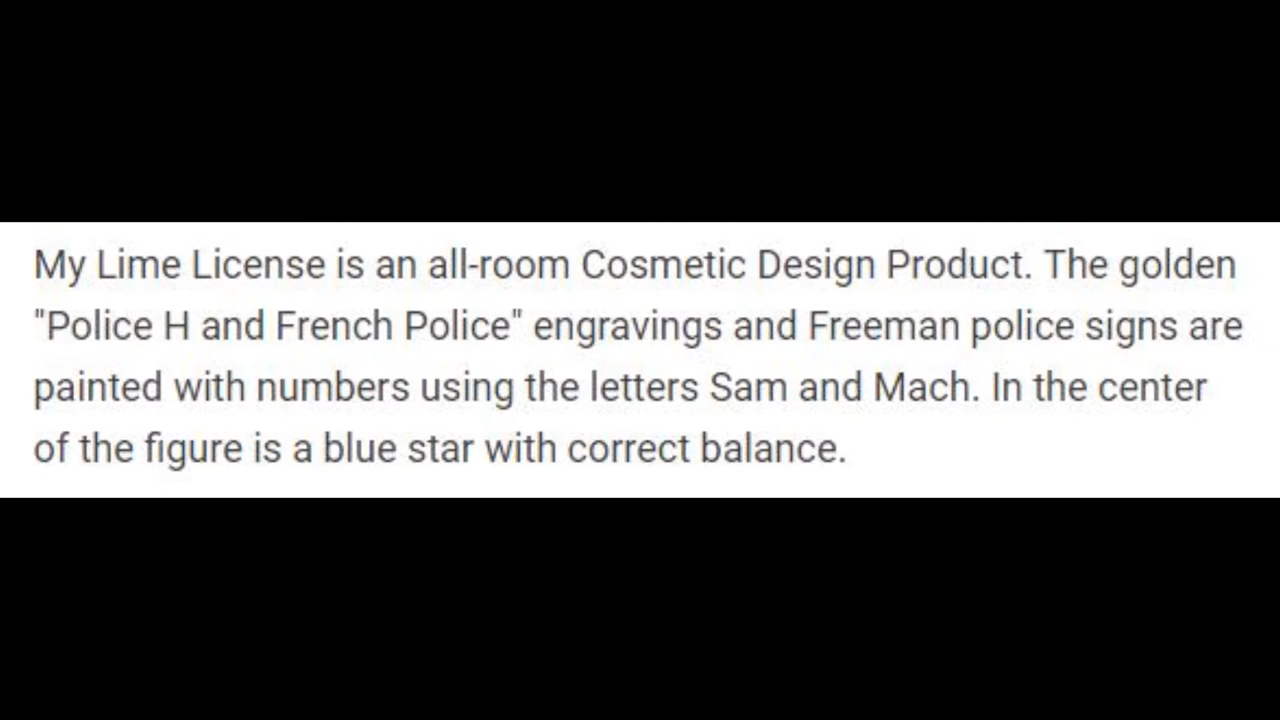 My Lime License is an all-room Cosmetic Design Product. The golden
"Police H and French Police" engravings and Freeman police signs are
painted with numbers using the letters Sam and Mach. In the center
of the figure is a blue star with correct balance.